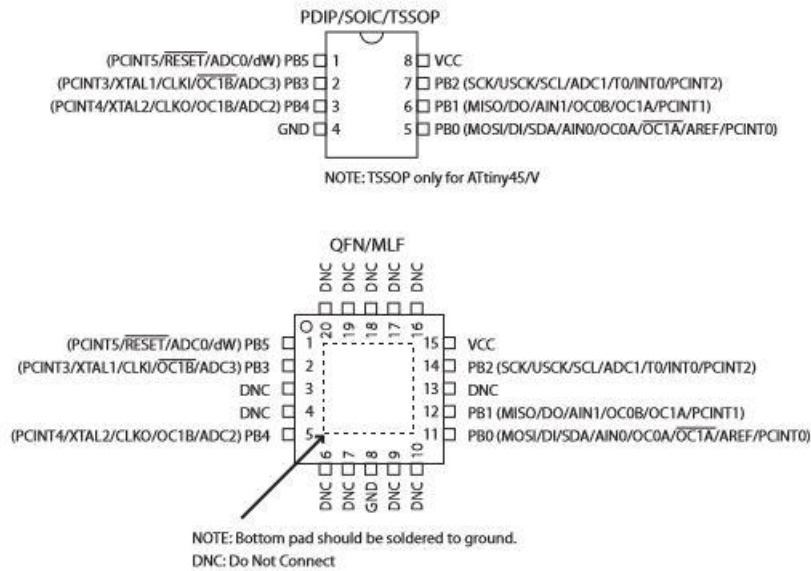 PDIP/SOIC/TSSOP
(PCINT5/RESET/ADC0/dW) PB5 1 8 VCC
(PCINT3/XTAL1/CLKI/OC1B/ADC3) PB3 2 7 PB2 (SCK/USCK/SCL/ADC1/T0/INT0/PCINT2)
(PCINT4/XTAL2/CLKO/OC1B/ADC2) PB4 3 6 PB1 (MISO/DO/AIN1/OC0B/OC1A/PCINT1)
GND 4 5 PB0 (MOSI/DI/SDA/AIN0/OC0A/OC1A/AREF/PCINT0)
NOTE: TSSOP only for ATtiny45/V
QFN/MLF
DNC DNC DNC DNC DNC
20 19 18 17 16
(PCINT5/RESET/ADC0/dW) PB5 1 15 VCC
(PCINT3/XTAL1/CLKI/OC1B/ADC3) PB3 2 14 PB2 (SCK/USCK/SCL/ADC1/T0/INT0/PCINT2)
DNC 3 13 DNC
DNC 4 12 PB1 (MISO/DO/AIN1/OC0B/OC1A/PCINT1)
(PCINT4/XTAL2/CLKO/OC1B/ADC2) PB4 5 11 PB0 (MOSI/DI/SDA/AIN0/OC0A/OC1A/AREF/PCINT0)
6 7 8 9 10
DNC DNC GND DNC DNC
NOTE: Bottom pad should be soldered to ground.
DNC: Do Not Connect